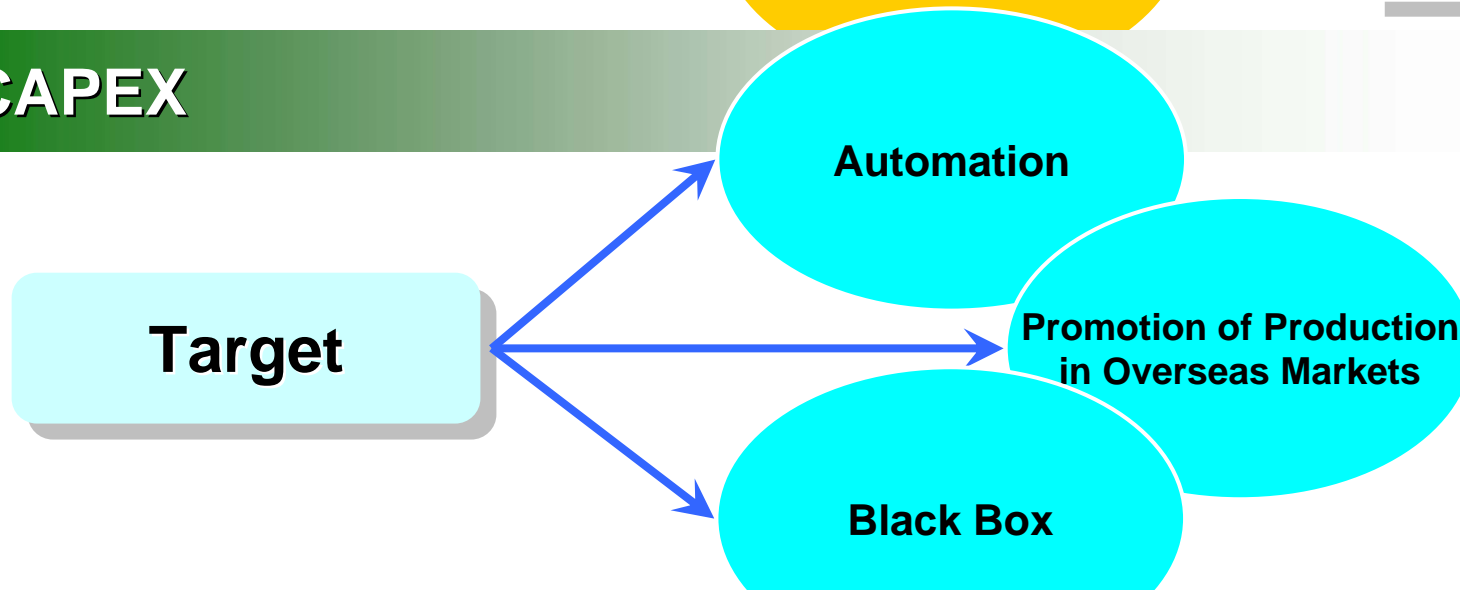 CAPEX
Automation
Target
Promotion of Production
in Overseas Markets
Black Box